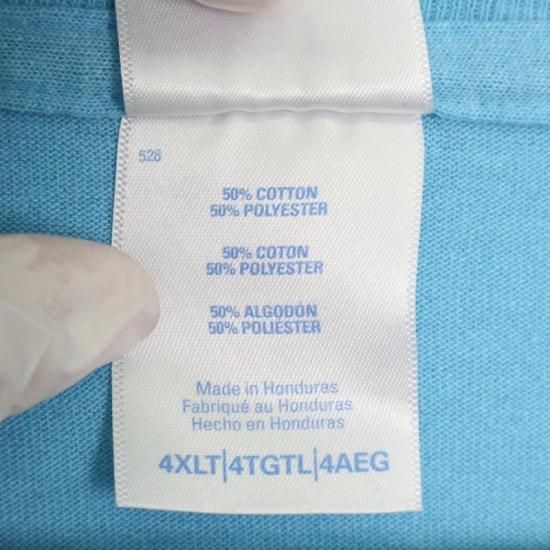 528
50% COTTON
50% POLYESTER
50% COTON
50% POLYESTER
50% ALGODÓN
50% POLIÉSTER
Made in Honduras
Fabriqué au Honduras
Hecho en Honduras
4XLT|4TGTL|4AEG